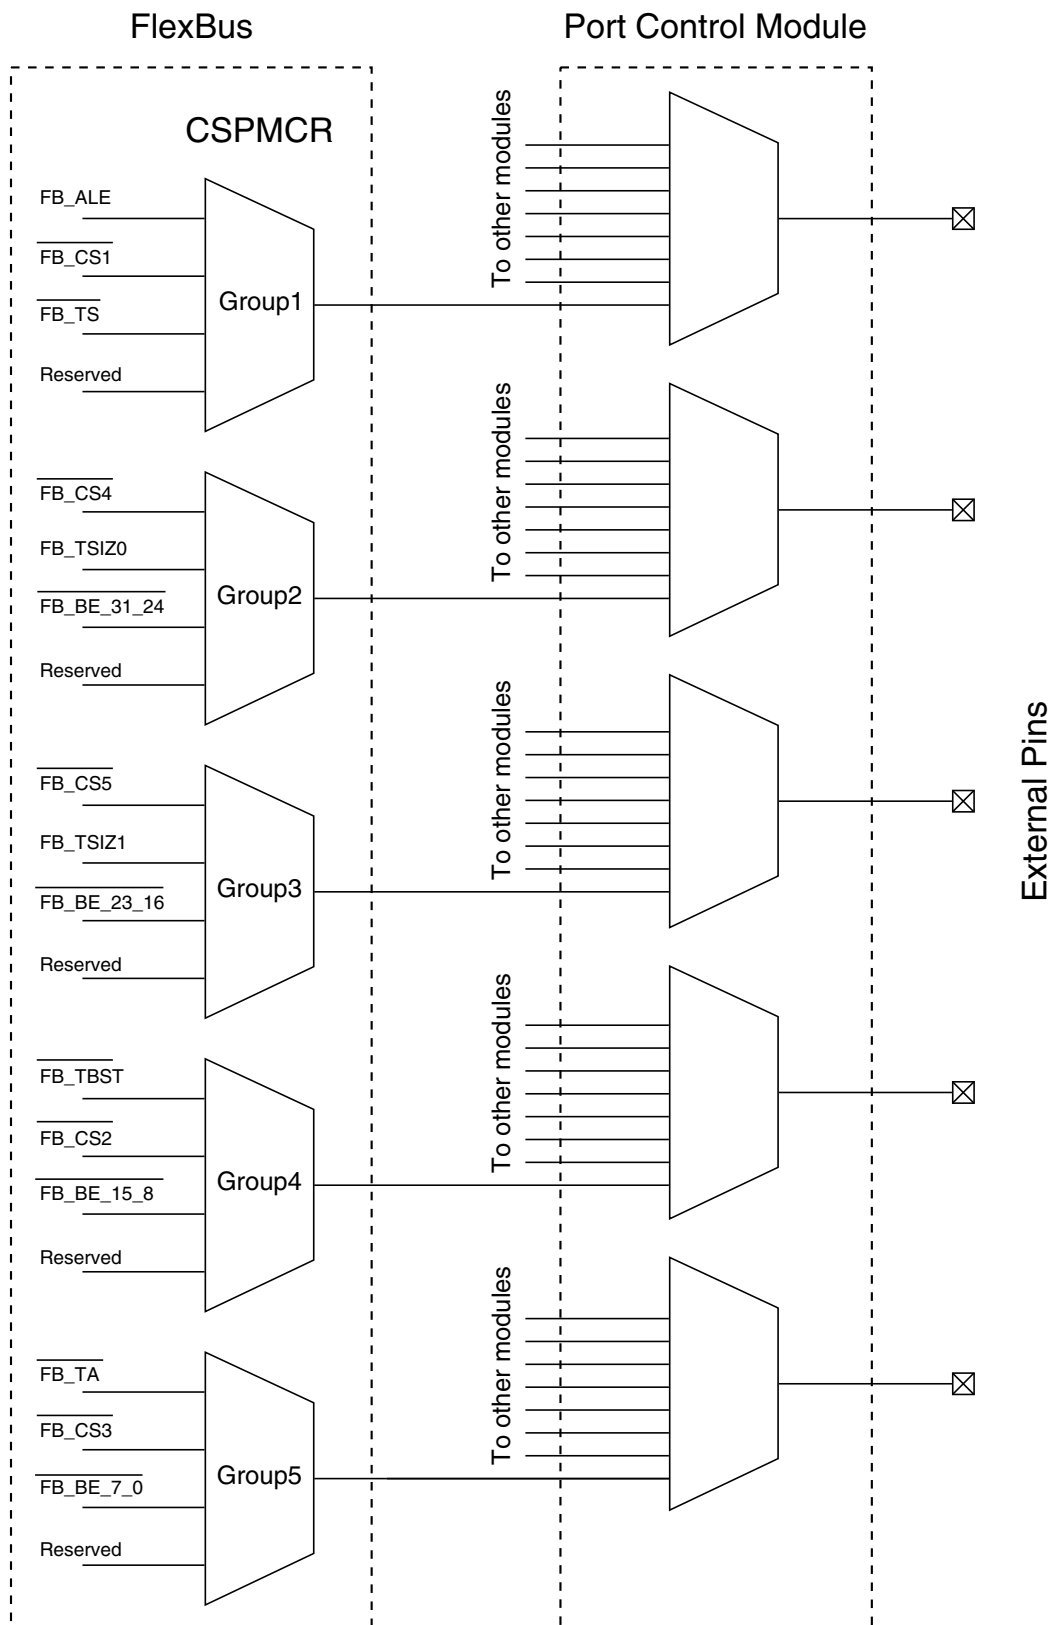 FlexBus
Port Control Module
CSPMCR
FB_ALE
FB_CS1
FB_TS
Reserved
Group1
To other modules
FB_CS4
FB_TSIZ0
FB_BE_31_24
Reserved
Group2
To other modules
FB_CS5
FB_TSIZ1
FB_BE_23_16
Reserved
Group3
To other modules
FB_TBST
FB_CS2
FB_BE_15_8
Reserved
Group4
To other modules
FB_TA
FB_CS3
FB_BE_7_0
Reserved
Group5
To other modules
External Pins